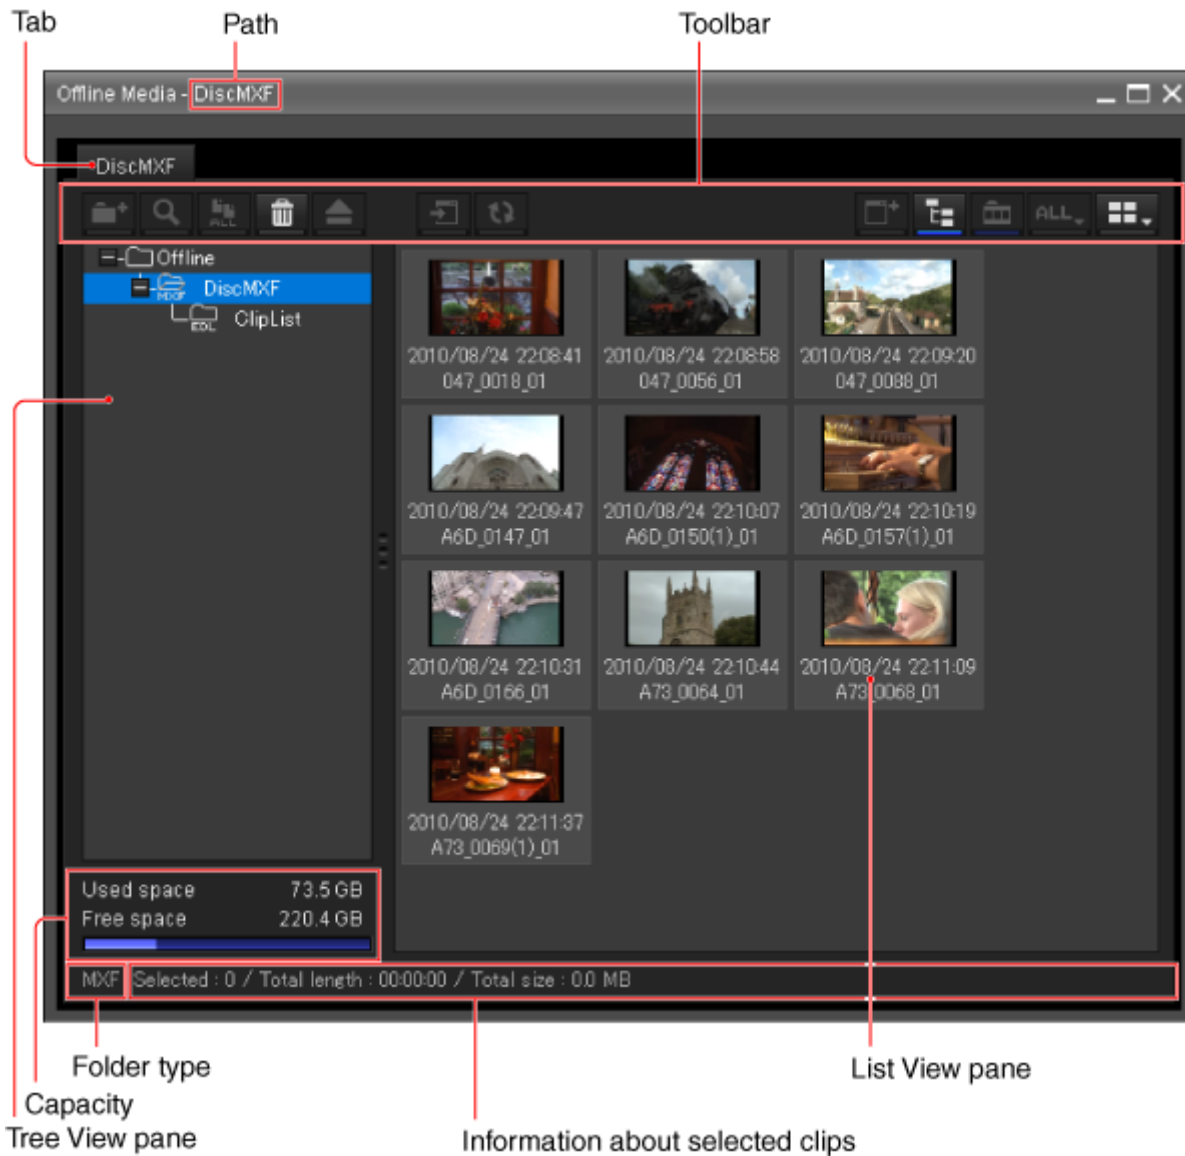 Tab
Path
Toolbar
Offline Media - DiscMXF
DiscMXF
ALL
ALL
Offline
MXF DiscMXF
EDL ClipList
2010/08/24 22:08:41
047_0018_01
2010/08/24 22:08:58
047_0056_01
2010/08/24 22:09:20
047_0088_01
2010/08/24 22:09:47
A6D_0147_01
2010/08/24 22:10:07
A6D_0150(1)_01
2010/08/24 22:10:19
A6D_0157(1)_01
2010/08/24 22:10:31
A6D_0166_01
2010/08/24 22:10:44
A73_0064_01
2010/08/24 22:11:09
A73_0068_01
2010/08/24 22:11:37
A73_0069(1)_01
Used space 73.5 GB
Free space 220.4 GB
MXF Selected : 0 / Total length : 00:00:00 / Total size : 0.0 MB
Folder type
List View pane
Capacity
Tree View pane
Information about selected clips